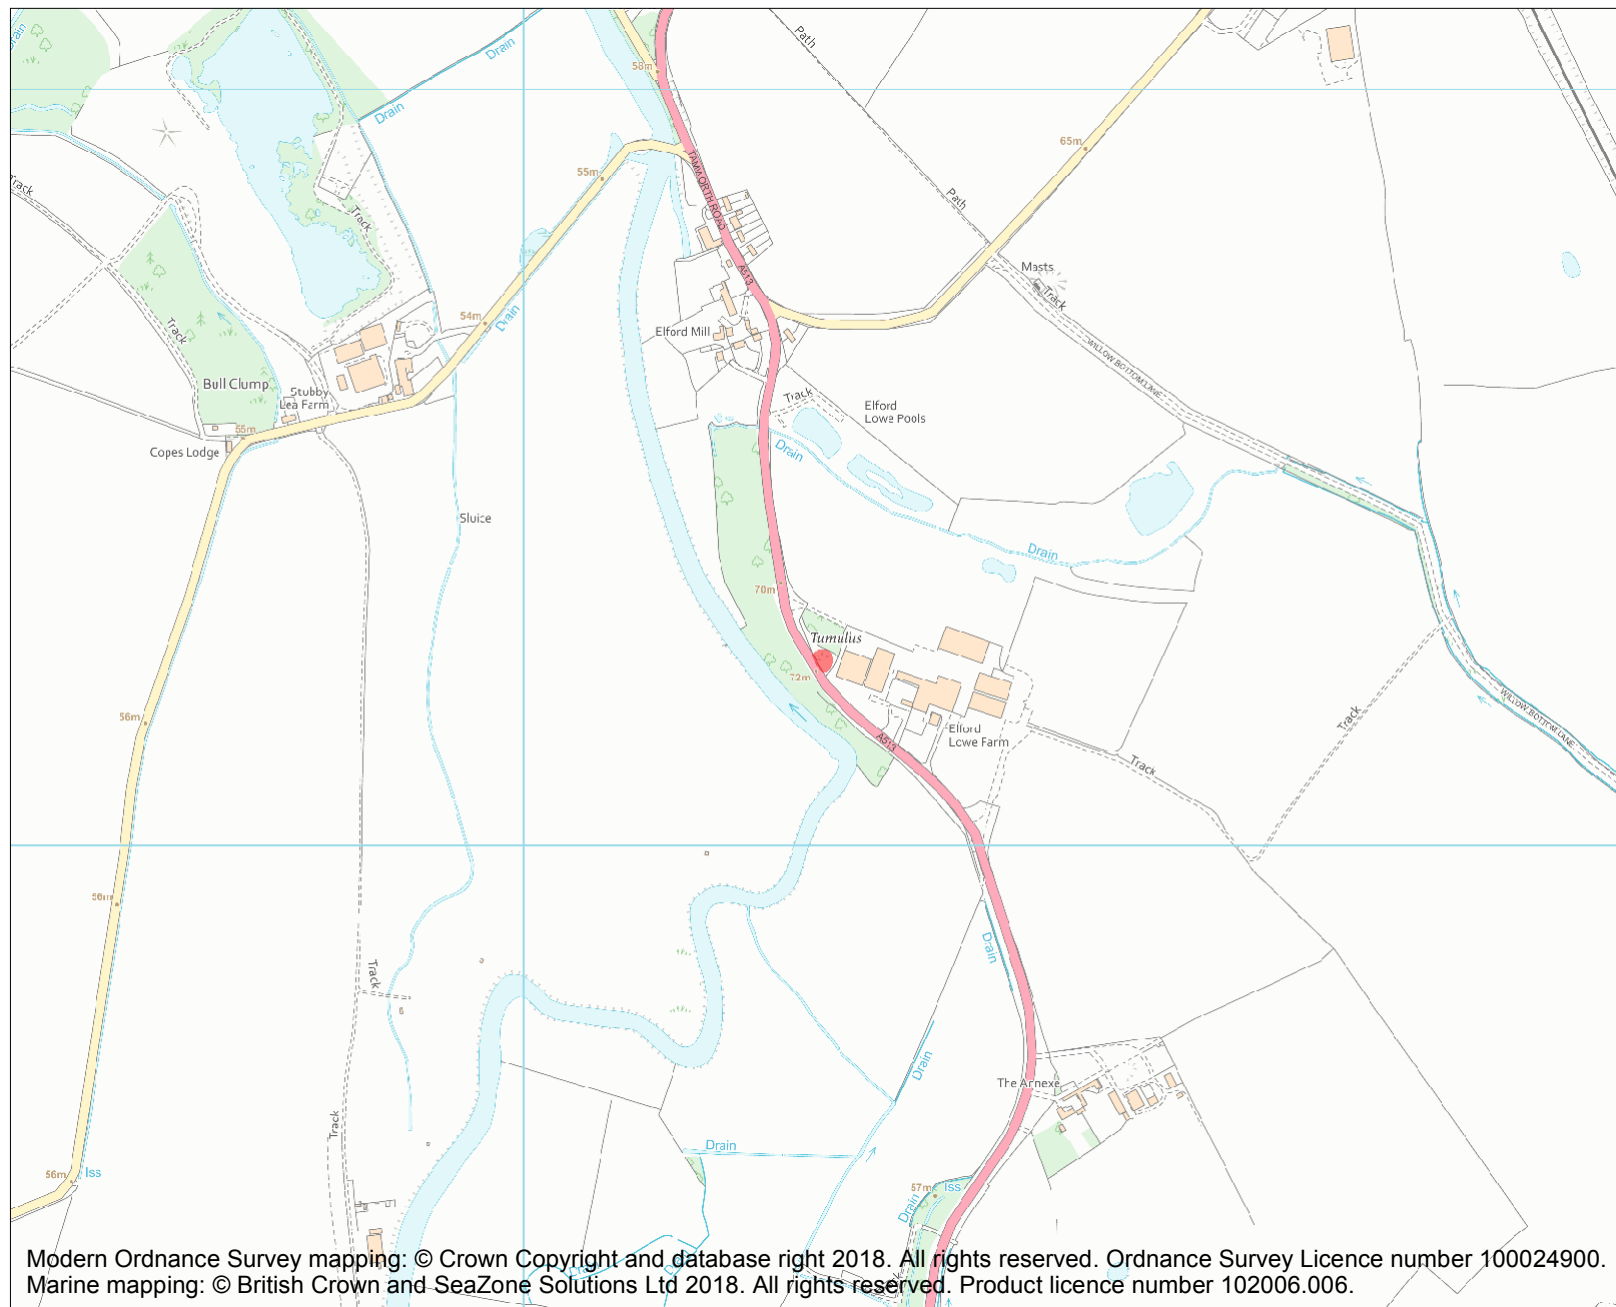 Drain
Drain
Drain
Path
58m
65m
TAMWORTH ROAD
55m
Track
Path
Track
Masts
Track
A513
54m
Drain
Elford Mill
Track
WILLOW BOTTOM LANE
Bull Clump
Stubby
Lea Farm
Track
Elford
Lowe Pools
55m
Copes Lodge
Drain
Sluice
Drain
70m
Tumulus
72m
56m
A513
Elford
Lowe Farm
Track
WILLOW BOTTOM LANE
Track
56m
Drain
Track
Drain
The Annexe
Track
Drain
56m
Iss
57m
Iss
Drain
Drain
Modern Ordnance Survey mapping: © Crown Copyright and database right 2018. All rights reserved. Ordnance Survey Licence number 100024900.
Marine mapping: © British Crown and SeaZone Solutions Ltd 2018. All rights reserved. Product licence number 102006.006.